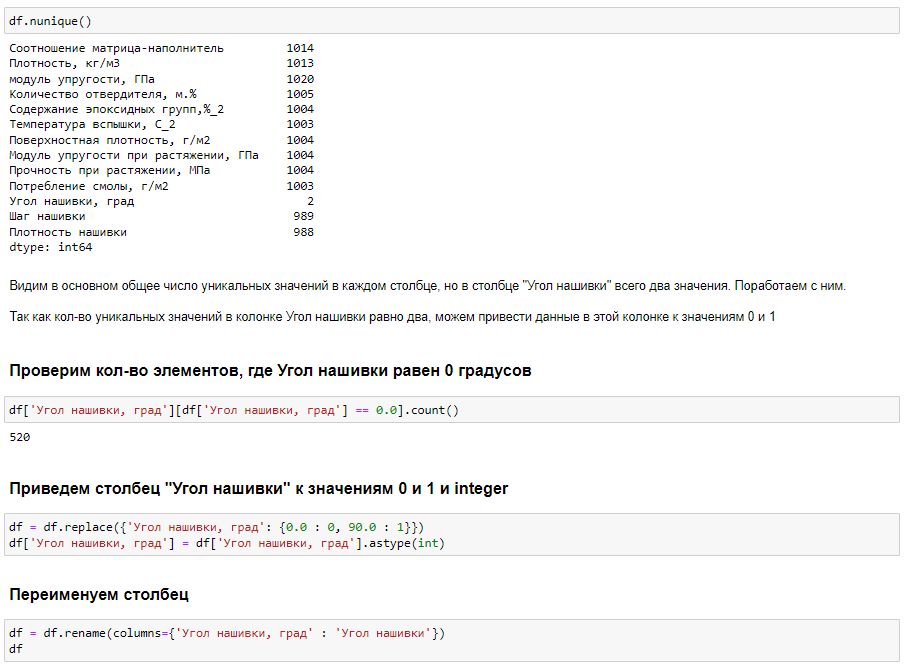 df.nunique()
Соотношение матрица-наполнитель 1014
Плотность, кг/м3 1013
модуль упругости, ГПа 1020
Количество отвердителя, м.% 1005
Содержание эпоксидных групп,%_2 1004
Температура вспышки, С_2 1003
Поверхностная плотность, г/м2 1004
Модуль упругости при растяжении, ГПа 1004
Прочность при растяжении, МПа 1004
Потребление смолы, г/м2 1003
Угол нашивки, град 2
Шаг нашивки 989
Плотность нашивки 988
dtype: int64
Видим в основном общее число уникальных значений в каждом столбце, но в столбце "Угол нашивки" всего два значения. Поработаем с ним.
Так как кол-во уникальных значений в колонке Угол нашивки равно два, можем привести данные в этой колонке к значениям 0 и 1
Проверим кол-во элементов, где Угол нашивки равен 0 градусов
df['Угол нашивки, град'][df['Угол нашивки, град'] == 0.0].count()
520
Приведем столбец "Угол нашивки" к значениям 0 и 1 и integer
df = df.replace({'Угол нашивки, град': {0.0 : 0, 90.0 : 1}})
df['Угол нашивки, град'] = df['Угол нашивки, град'].astype(int)
Переименуем столбец
df = df.rename(columns={'Угол нашивки, град' : 'Угол нашивки'})
df